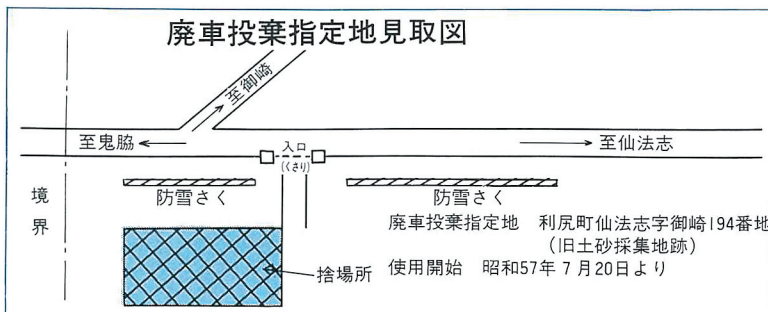 廃車投棄指定地見取図
至御崎
至鬼脇
入口
(くさり)
至仙法志
境界
防雪さく
防雪さく
廃車投棄指定地 利尻町仙法志字御崎194番地
(旧土砂採集地跡)
捨場所
使用開始 昭和57年7月20日より